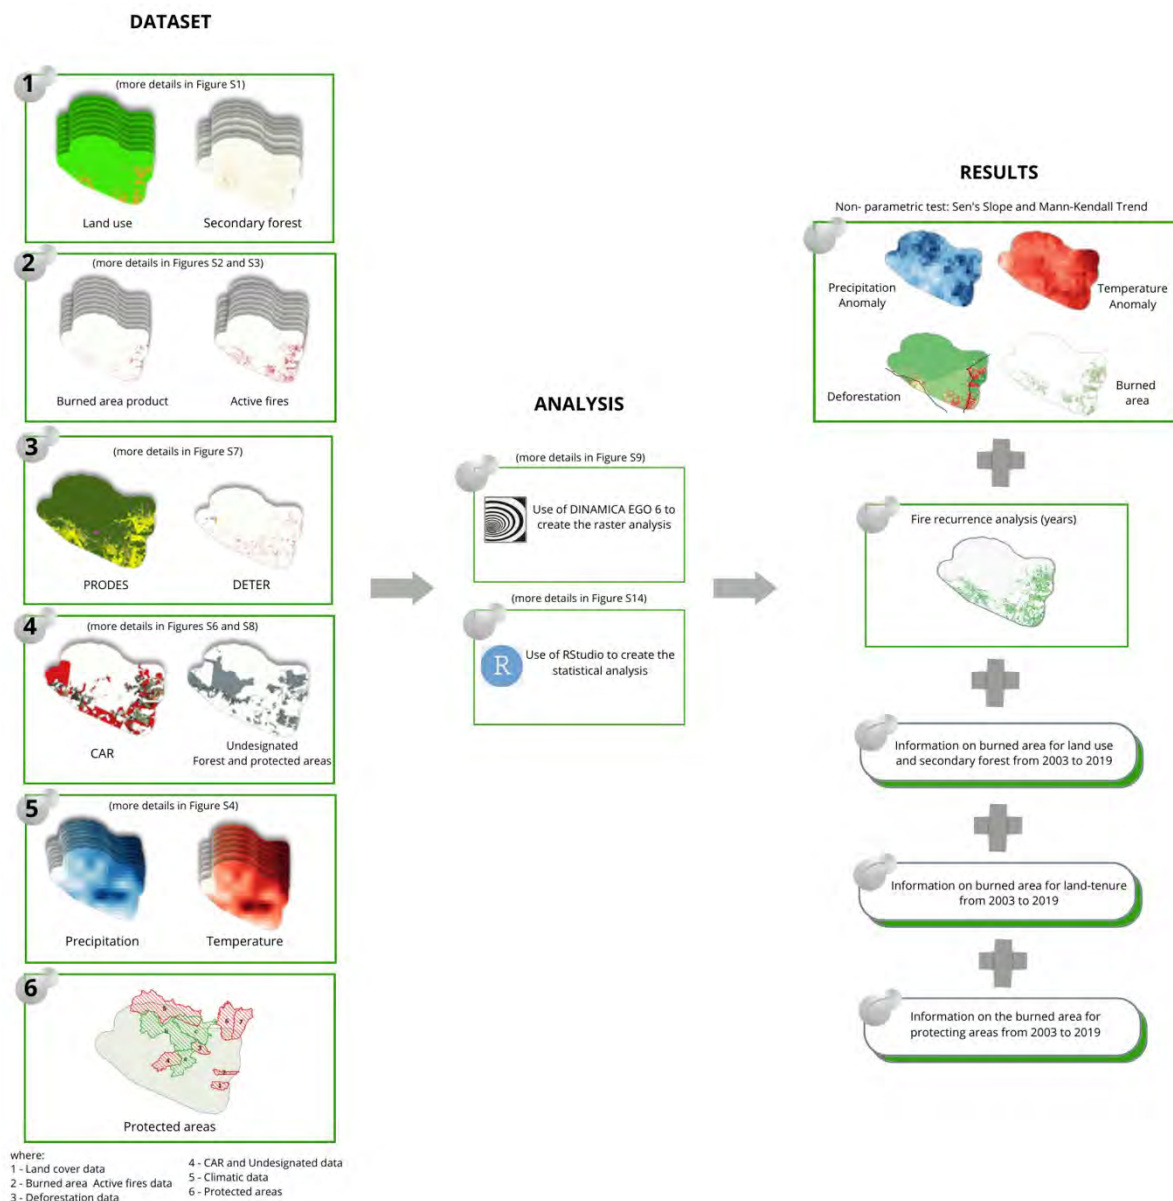 DATASET
1
(more details in Figure S1)
Land use
Secondary forest
2
(more details in Figures S2 and S3)
Burned area product
Active fires
3
(more details in Figure S7)
PRODES
DETER
4
(more details in Figures S6 and S8)
CAR
Undesignated
Forest and protected areas
5
(more details in Figure S4)
Precipitation
Temperature
6
Protected areas
where:
1 - Land cover data
2 - Burned area Active fires data
3 - Deforestation data
4 - CAR and Undesignated data
5 - Climatic data
6 - Protected areas
ANALYSIS
(more details in Figure S9)
Use of DINAMICA EGO 6 to
create the raster analysis
(more details in Figure S14)
R
Use of RStudio to create the
statistical analysis
RESULTS
Non- parametric test: Sen's Slope and Mann-Kendall Trend
Precipitation
Anomaly
Temperature
Anomaly
Deforestation
Burned
area
Fire recurrence analysis (years)
Information on burned area for land use
and secondary forest from 2003 to 2019
Information on burned area for land-tenure
from 2003 to 2019
Information on the burned area for
protecting areas from 2003 to 2019